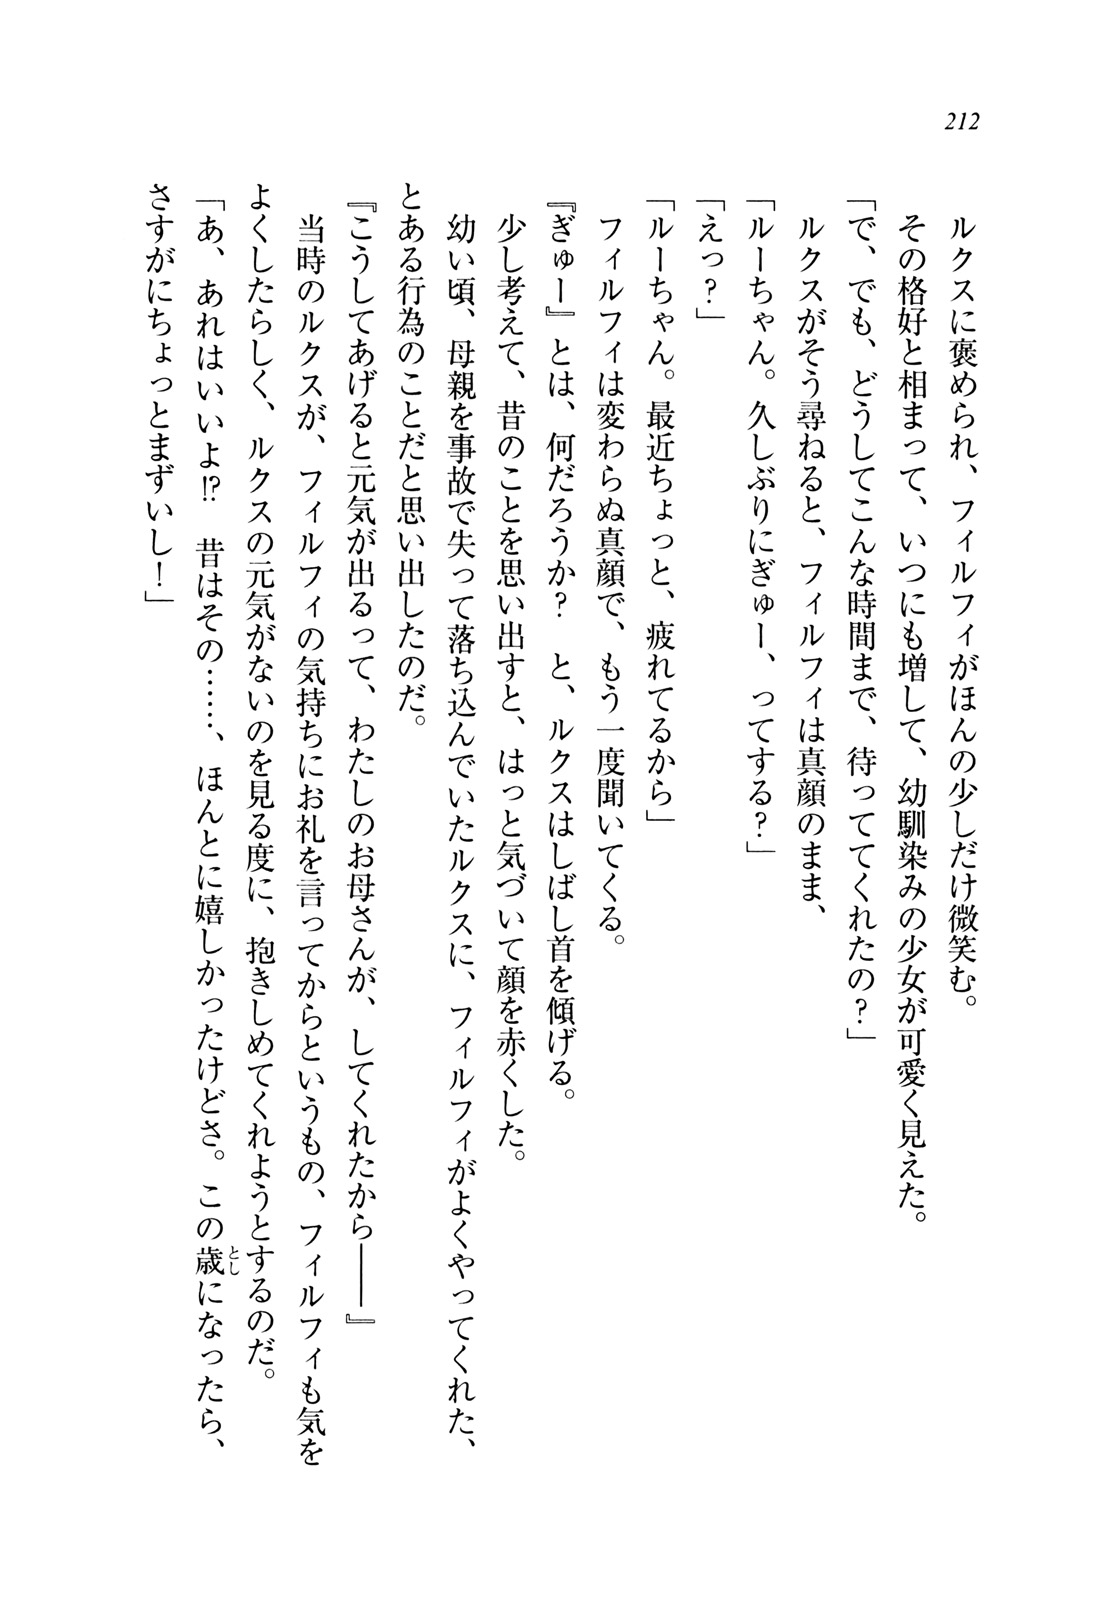 212
ルクスに褒められ、フィルフィがほんの少しだけ微笑む。
その格好と相まって、いつにも増して、幼馴染みの少女が可愛く見えた。
「で、でも、どうしてこんな時間まで、待っててくれたの？」
ルクスがそう尋ねると、フィルフィは真顔のまま、
「ルーちゃん。久しぶりにぎゅー、ってする？」
「えっ？」
「ルーちゃん。最近ちょっと、疲れてるから」
フィルフィは変わらぬ真顔で、もう一度聞いてくる。
『ぎゅー』とは、何だろうか？　と、ルクスはしばし首を傾げる。
少し考えて、昔のことを思い出すと、はっと気づいて顔を赤くした。
幼い頃、母親を事故で失って落ち込んでいたルクスに、フィルフィがよくやってくれた、
とある行為のことだと思い出したのだ。
『こうしてあげると元気が出るって、わたしのお母さんが、してくれたから――』
当時のルクスが、フィルフィの気持ちにお礼を言ってからというもの、フィルフィも気を
よくしたらしく、ルクスの元気がないのを見る度に、抱きしめてくれようとするのだ。
「あ、あれはいいよ!?　昔はその……、ほんとに嬉しかったけどさ。この歳になったら、
とし
さすがにちょっとまずいし！」